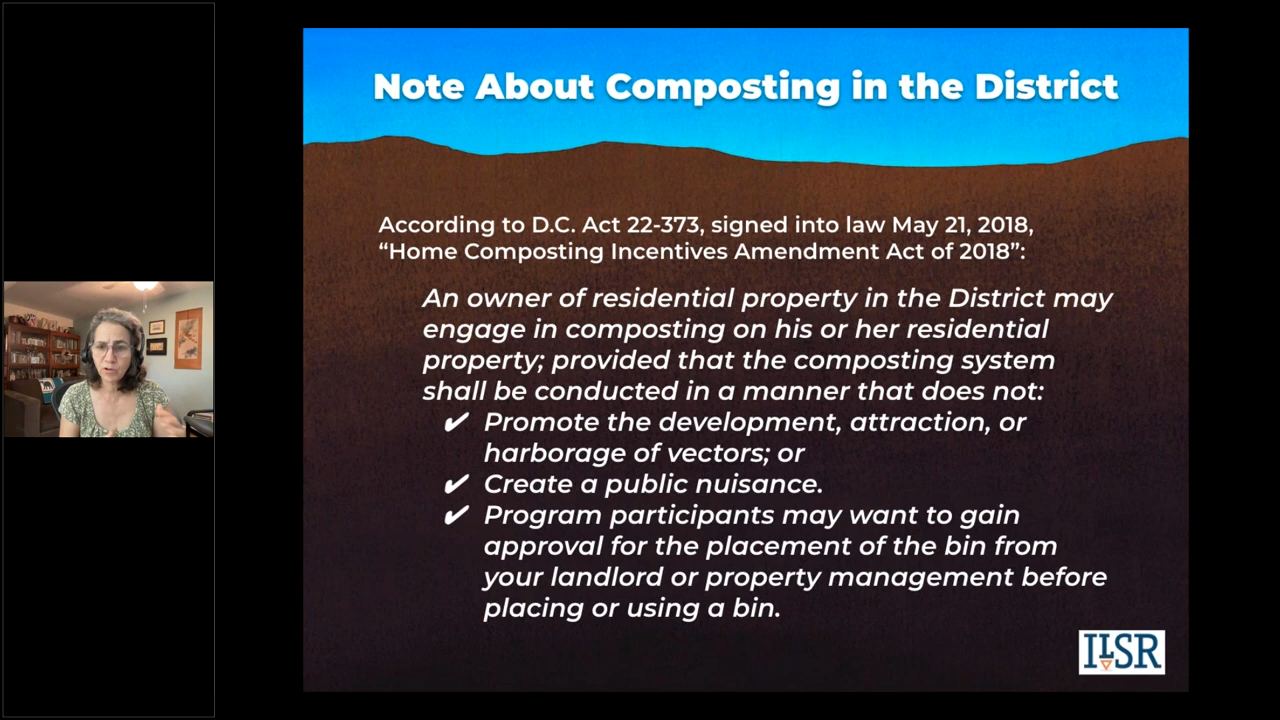 Note About Composting in the District
According to D.C. Act 22-373, signed into law May 21, 2018,
“Home Composting Incentives Amendment Act of 2018”:
An owner of residential property in the District may
engage in composting on his or her residential
property; provided that the composting system
shall be conducted in a manner that does not:
✔ Promote the development, attraction, or
harborage of vectors; or
✔ Create a public nuisance.
✔ Program participants may want to gain
approval for the placement of the bin from
your landlord or property management before
placing or using a bin.
ILSR